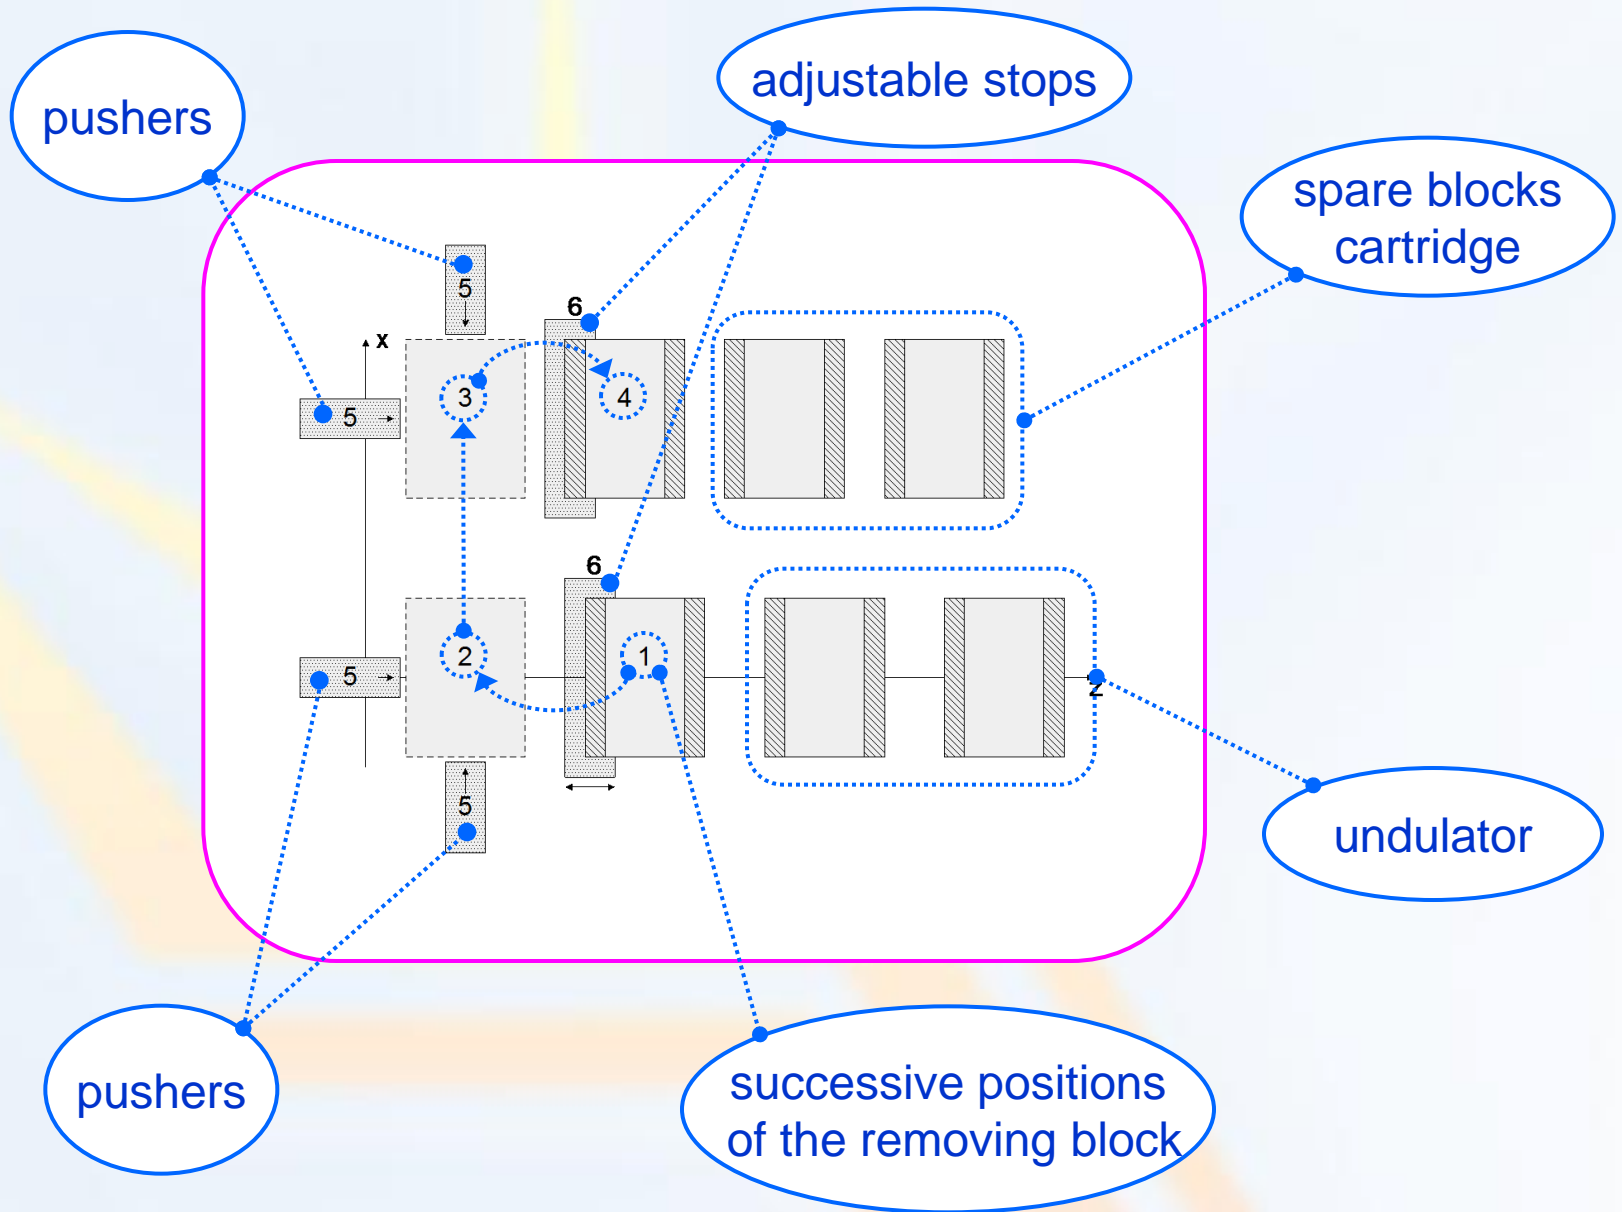 adjustable stops
pushers
spare blocks
cartridge
5
6
x
3
4
5
6
2
1
5
z
5
undulator
pushers
successive positions
of the removing block